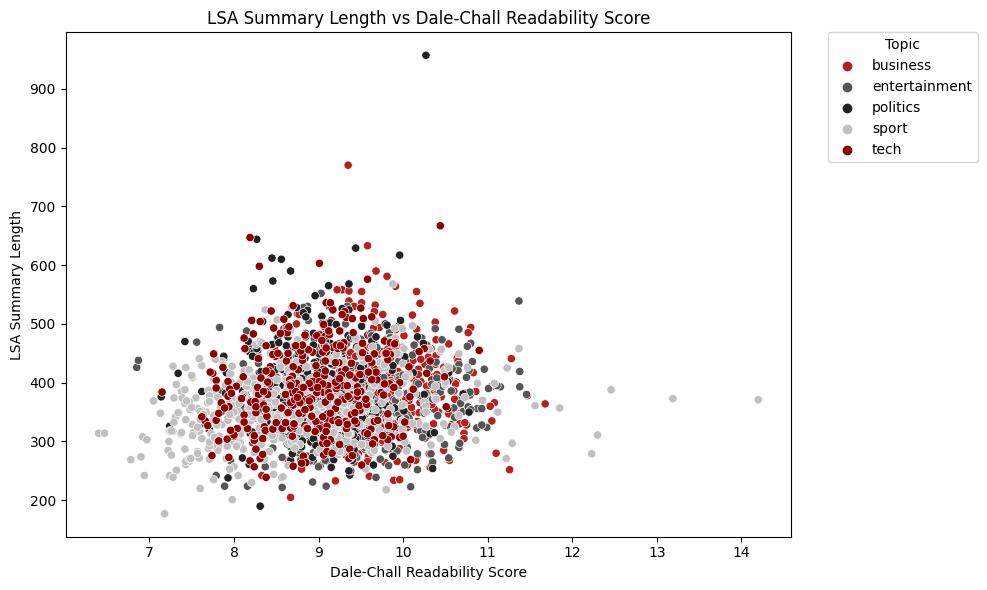 LSA Summary Length vs Dale-Chall Readability Score
Topic
business
entertainment
politics
sport
tech
900
800
700
600
500
400
300
200
LSA Summary Length
7 8 9 10 11 12 13 14
Dale-Chall Readability Score